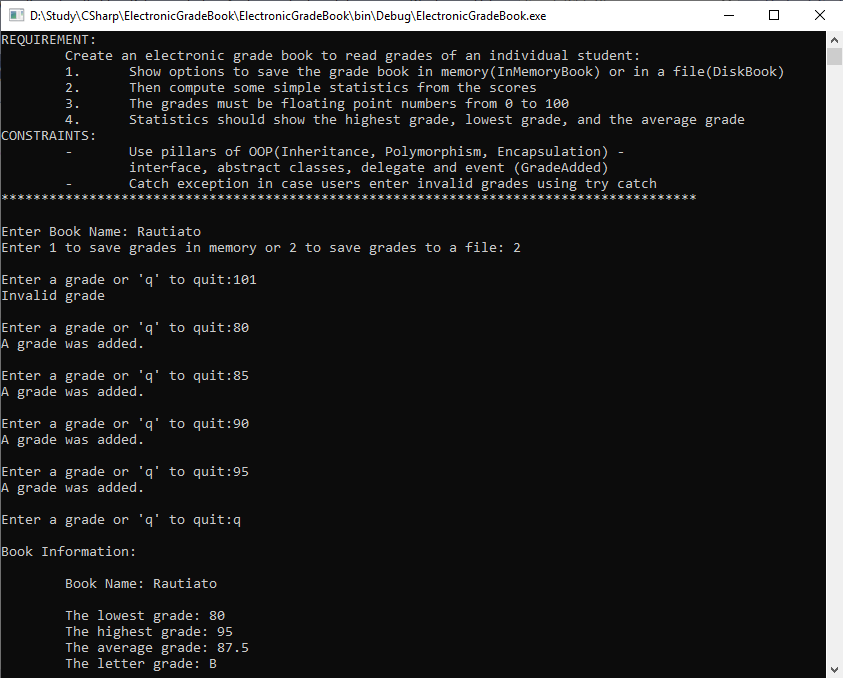 D:\Study\CSharp\ElectronicGradeBook\ElectronicGradeBook\bin\Debug\ElectronicGradeBook.exe
REQUIREMENT:
Create an electronic grade book to read grades of an individual student:
1. Show options to save the grade book in memory(InMemoryBook) or in a file(DiskBook)
2. Then compute some simple statistics from the scores
3. The grades must be floating point numbers from 0 to 100
4. Statistics should show the highest grade, lowest grade, and the average grade
CONSTRAINTS:
- Use pillars of OOP(Inheritance, Polymorphism, Encapsulation) -
interface, abstract classes, delegate and event (GradeAdded)
- Catch exception in case users enter invalid grades using try catch
***************************************************************************************
Enter Book Name: Rautiato
Enter 1 to save grades in memory or 2 to save grades to a file: 2
Enter a grade or 'q' to quit:101
Invalid grade
Enter a grade or 'q' to quit:80
A grade was added.
Enter a grade or 'q' to quit:85
A grade was added.
Enter a grade or 'q' to quit:90
A grade was added.
Enter a grade or 'q' to quit:95
A grade was added.
Enter a grade or 'q' to quit:q
Book Information:
Book Name: Rautiato
The lowest grade: 80
The highest grade: 95
The average grade: 87.5
The letter grade: B